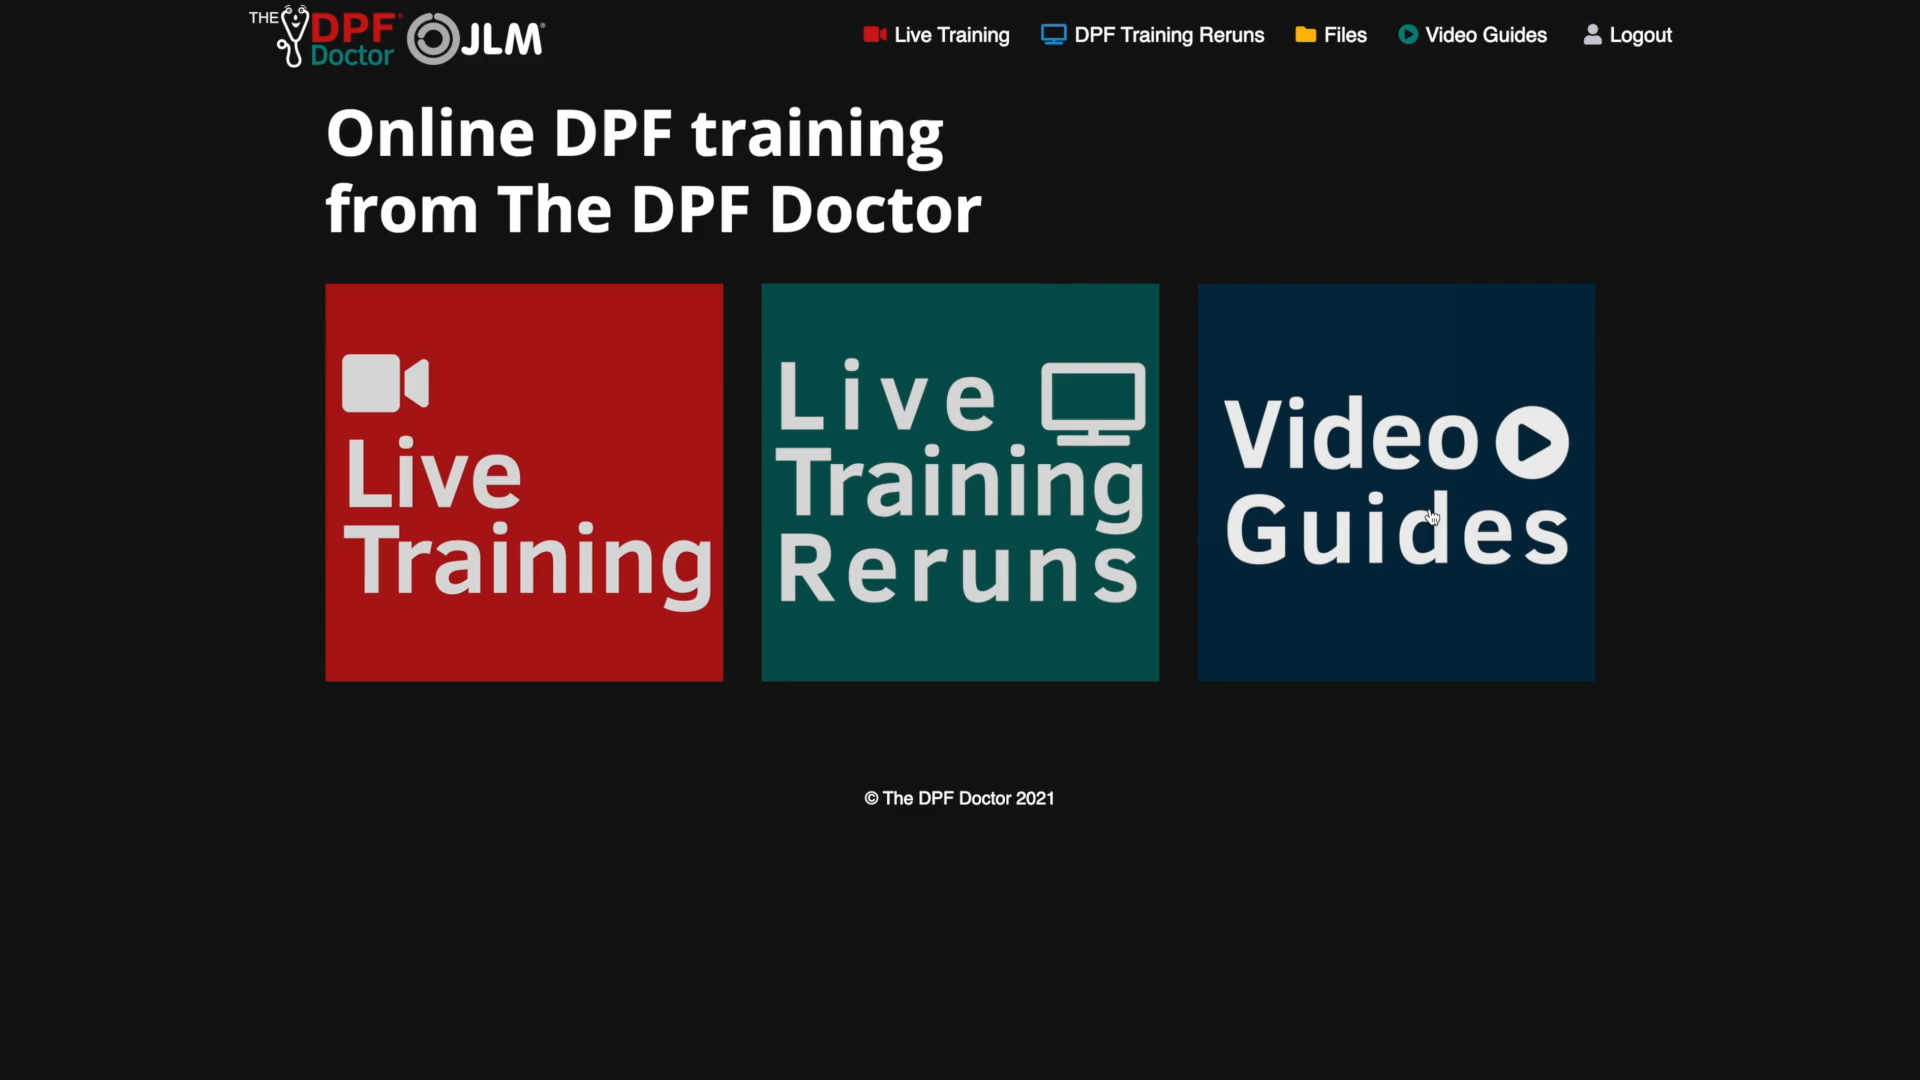 THE DPF Doctor
JLM
Live Training
DPF Training Reruns
Files
Video Guides
Logout
Online DPF training
from The DPF Doctor
Live
Training
Live
Training
Reruns
Video
Guides
© The DPF Doctor 2021